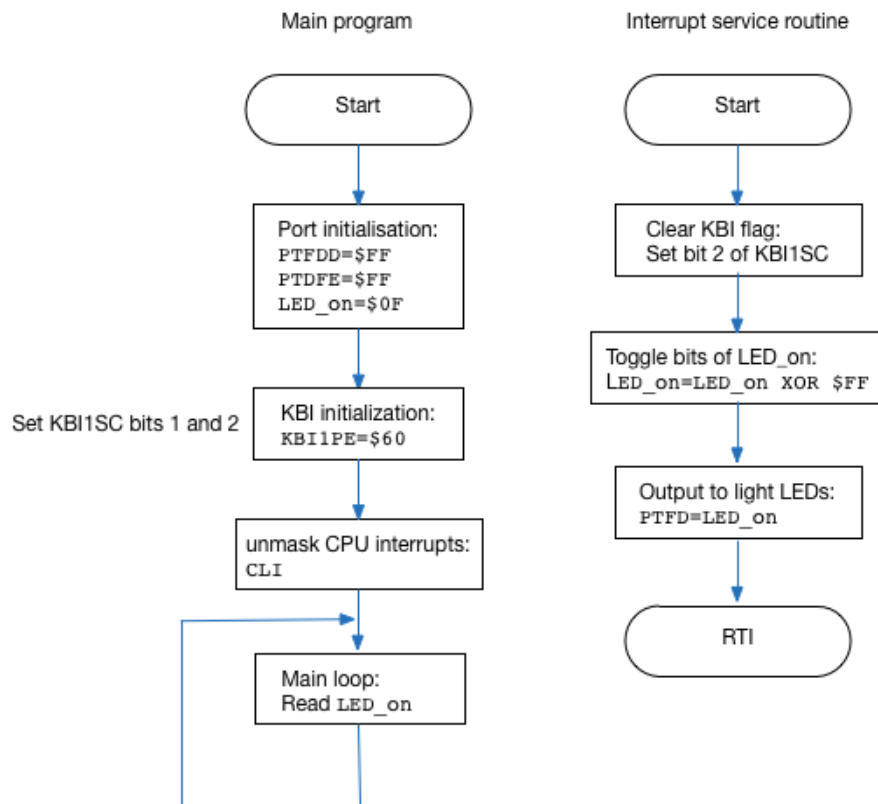 Main program
Start
Port initialisation:
PTFDD=$FF
PTDFE=$FF
LED_on=$0F
Set KBI1SC bits 1 and 2
KBI initialization:
KBI1PE=$60
unmask CPU interrupts:
CLI
Main loop:
Read LED_on
Interrupt service routine
Start
Clear KBI flag:
Set bit 2 of KBI1SC
Toggle bits of LED_on:
LED_on=LED_on XOR $FF
Output to light LEDs:
PTFD=LED_on
RTI